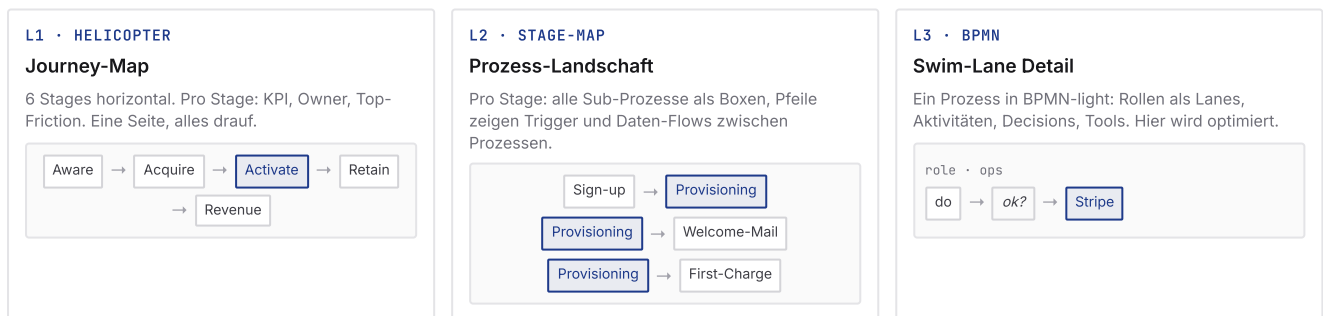 L1 · HELICOPTER
Journey-Map
6 Stages horizontal. Pro Stage: KPI, Owner, Top-
Friction. Eine Seite, alles drauf.
Aware → Acquire → Activate → Retain
→ Revenue
L2 · STAGE-MAP
Prozess-Landschaft
Pro Stage: alle Sub-Prozesse als Boxen, Pfeile
zeigen Trigger und Daten-Flows zwischen
Prozessen.
Sign-up → Provisioning
Provisioning → Welcome-Mail
Provisioning → First-Charge
L3 · BPMN
Swim-Lane Detail
Ein Prozess in BPMN-light: Rollen als Lanes,
Aktivitäten, Decisions, Tools. Hier wird optimiert.
role · ops
do → ok? → Stripe